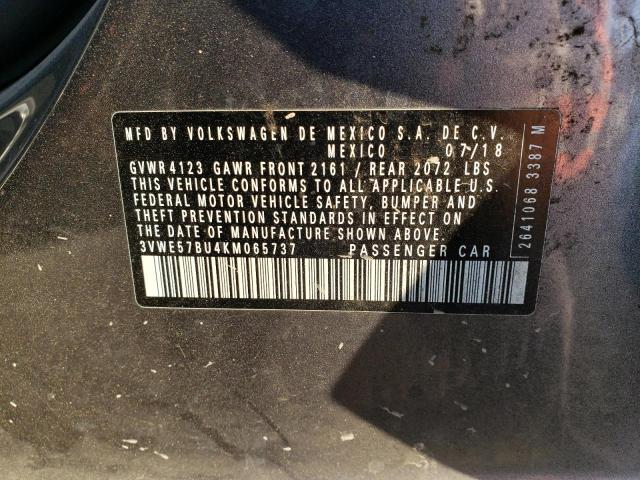 MFD BY VOLKSWAGEN DE MEXICO S.A. DE C.V.
MEXICO 07/18
GVWR 4123 GAWR FRONT 2161 / REAR 2072 LBS
THIS VEHICLE CONFORMS TO ALL APPLICABLE U.S.
FEDERAL MOTOR VEHICLE SAFETY, BUMPER AND
THEFT PREVENTION STANDARDS IN EFFECT ON
THE DATE OF MANUFACTURE SHOWN ABOVE.
3VWE57BU4KM065737 PASSENGER CAR
2641068 3387 M